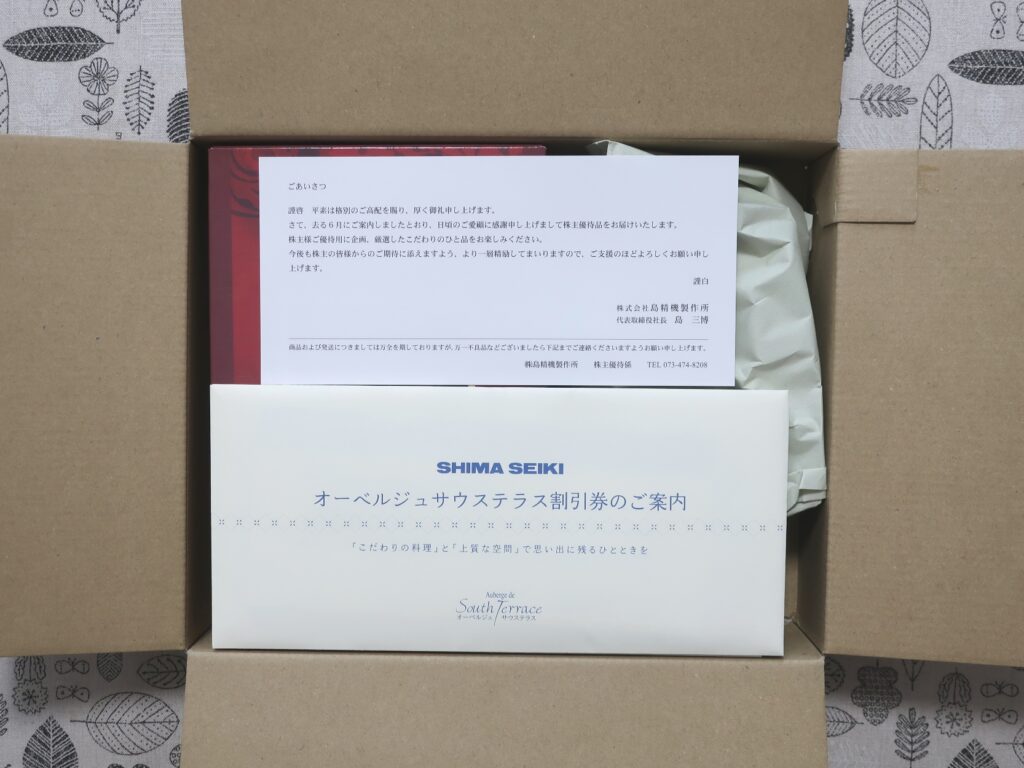 ごあいさつ
謹啓　平素は格別のご高配を賜り、厚く御礼申し上げます。
さて、去る６月にご案内しましたとおり、日頃のご愛顧に感謝申し上げまして株主優待品をお届けいたします。
株主様ご優待用に企画、厳選したこだわりのひと品をお楽しみください。
今後も株主の皆様からのご期待に添えますよう、より一層精励してまいりますので、ご支援のほどよろしくお願い申し
上げます。
謹白
株式会社島精機製作所
代表取締役社長　島　三博
商品および発送につきましては万全を期しておりますが、万一不良品などございましたら下記までご連絡くださいますようお願い申し上げます。
㈱島精機製作所　株主優待係　TEL 073-474-8208
SHIMA SEIKI
オーベルジュサウステラス割引券のご案内
「こだわりの料理」と「上質な空間」で思い出に残るひとときを
Auberge de
South Terrace
オーベルジュ サウステラス